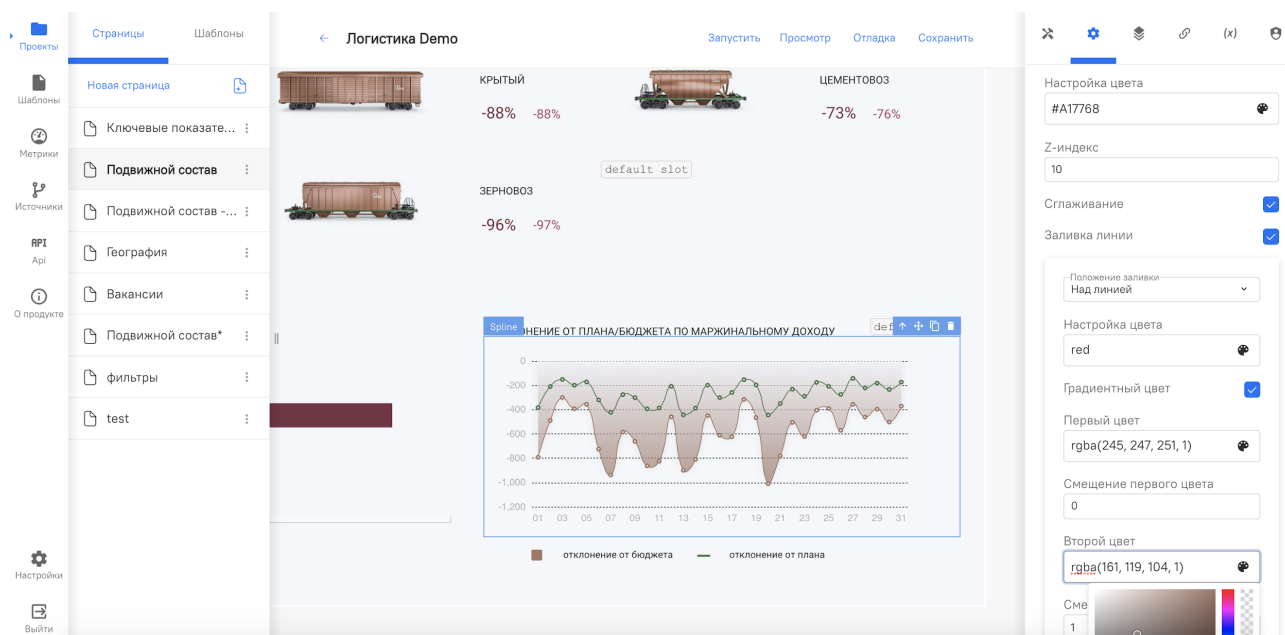 Проекты
Шаблоны
Метрики
Источники
API
Api
О продукте
Настройки
Выйти
Страницы
Шаблоны
Новая страница
Ключевые показате...
Подвижной состав
Подвижной состав -...
География
Вакансии
Подвижной состав*
фильтры
test
← Логистика Demo
Запустить
Просмотр
Отладка
Сохранить
КРЫТЫЙ
-88% -88%
ЦЕМЕНТОВОЗ
-73% -76%
default slot
ЗЕРНОВОЗ
-96% -97%
Spline
НЕНИЕ ОТ ПЛАНА/БЮДЖЕТА ПО МАРЖИНАЛЬНОМУ ДОХОДУ
def
0
-200
-400
-600
-800
-1,000
-1,200
01 03 05 07 09 11 13 15 17 19 21 23 25 27 29 31
отклонение от бюджета
отклонение от плана
(x)
Настройка цвета
#A17768
Z-индекс
10
Сглаживание
Заливка линии
Положение заливки
Над линией
Настройка цвета
red
Градиентный цвет
Первый цвет
rgba(245, 247, 251, 1)
Смещение первого цвета
0
Второй цвет
rgba(161, 119, 104, 1)
Сме
1